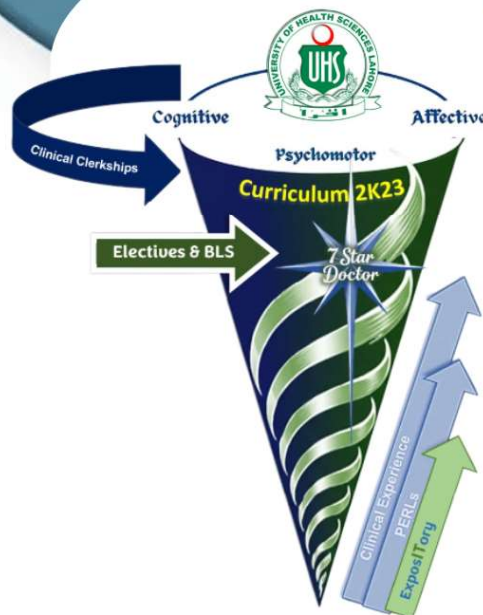 UNIVERSITY OF HEALTH SCIENCES LAHORE
UHS
Cognitive
Affective
Psychomotor
Clinical Clerkships
Curriculum 2K23
Electives & BLS
7 Star
Doctor
Clinical Experience
PERLs
ExposITory